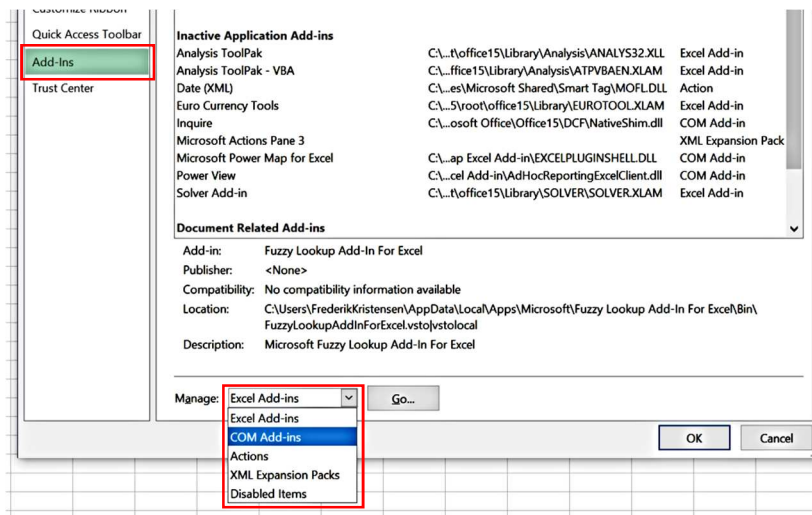 Customize Ribbon
Quick Access Toolbar
Add-Ins
Trust Center
Inactive Application Add-ins
Analysis ToolPak C:\...t\office15\Library\Analysis\ANALYS32.XLL Excel Add-in
Analysis ToolPak - VBA C:\...ffice15\Library\Analysis\ATPVBAEN.XLAM Excel Add-in
Date (XML) C:\...es\Microsoft Shared\Smart Tag\MOFL.DLL Action
Euro Currency Tools C:\...5\root\office15\Library\EUROTOOL.XLAM Excel Add-in
Inquire C:\...osoft Office\Office15\DCF\NativeShim.dll COM Add-in
Microsoft Actions Pane 3 XML Expansion Pack
Microsoft Power Map for Excel C:\...ap Excel Add-in\EXCELPLUGINSHELL.DLL COM Add-in
Power View C:\...cel Add-in\AdHocReportingExcelClient.dll COM Add-in
Solver Add-in C:\...t\office15\Library\SOLVER\SOLVER.XLAM Excel Add-in
Document Related Add-ins
Add-in: Fuzzy Lookup Add-In For Excel
Publisher: <None>
Compatibility: No compatibility information available
Location: C:\Users\FrederikKristensen\AppData\Local\Apps\Microsoft\Fuzzy Lookup Add-In For Excel\Bin\
FuzzyLookupAddInForExcel.vsto|vstolocal
Description: Microsoft Fuzzy Lookup Add-In For Excel
Manage: Excel Add-ins Go...
Excel Add-ins
COM Add-ins
Actions
XML Expansion Packs
Disabled Items
OK Cancel